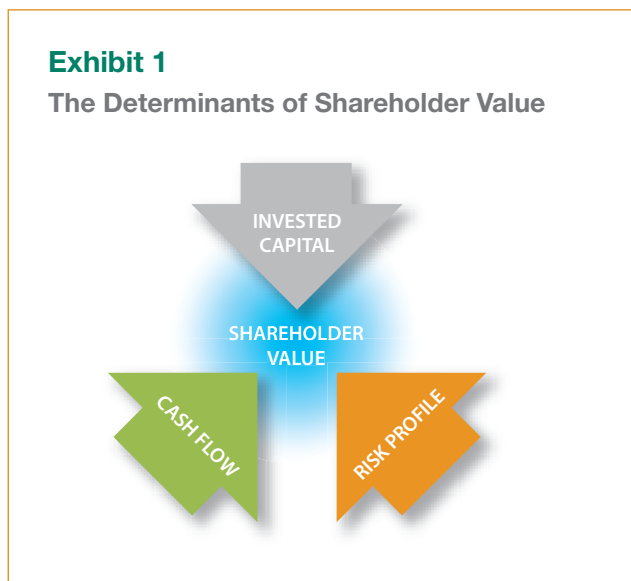 Exhibit 1
The Determinants of Shareholder Value
INVESTED
CAPITAL
SHAREHOLDER
VALUE
CASH FLOW
RISK PROFILE